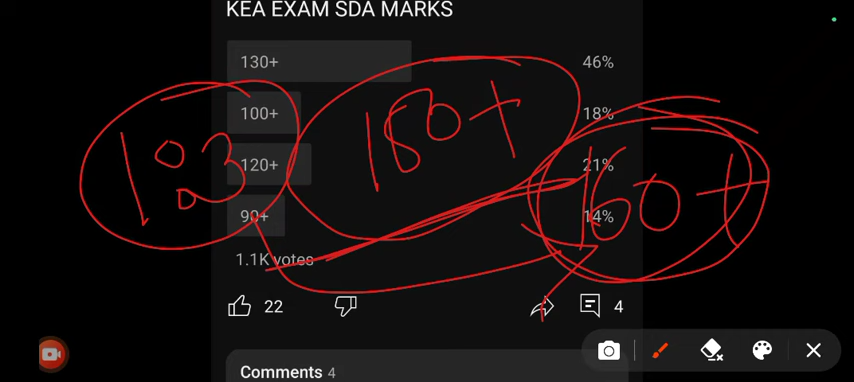 KEA EXAM SDA MARKS
130+ 46%
100+ 18%
183 180+
120+ 21%
160+
90+ 14%
1.1K votes
22 4
Comments 4